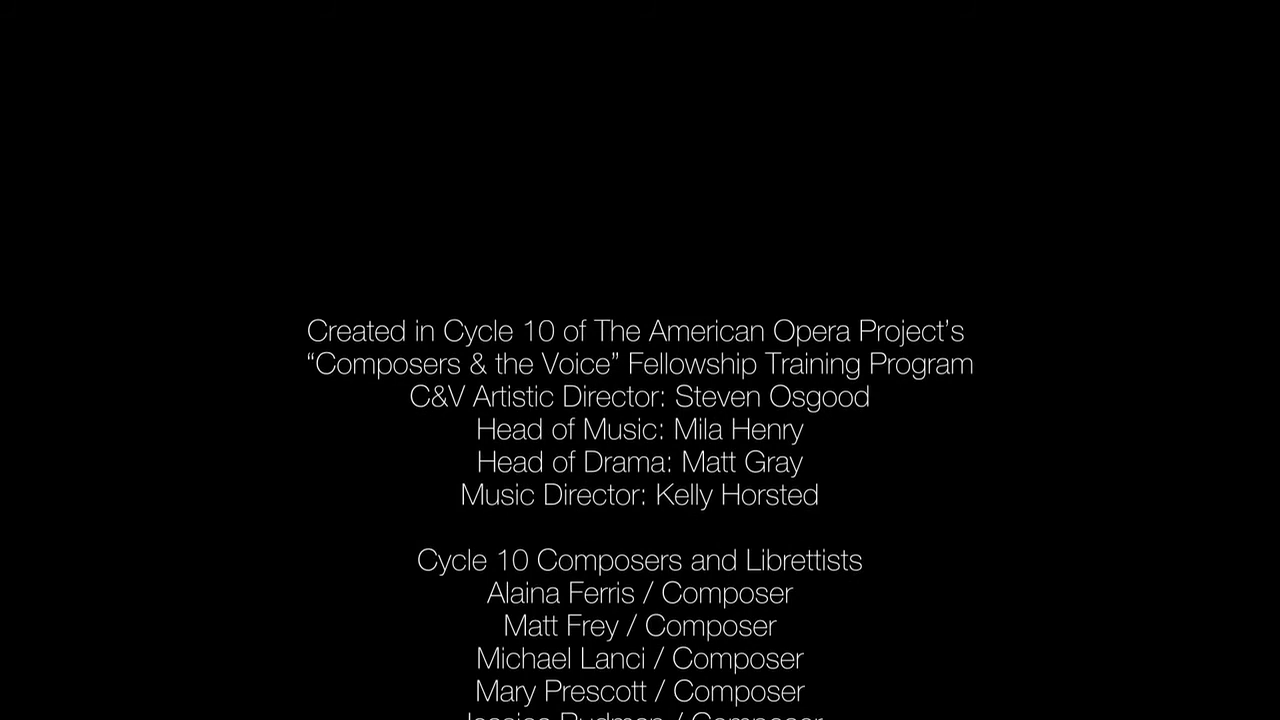 Created in Cycle 10 of The American Opera Project’s
“Composers & the Voice” Fellowship Training Program
C&V Artistic Director: Steven Osgood
Head of Music: Mila Henry
Head of Drama: Matt Gray
Music Director: Kelly Horsted
Cycle 10 Composers and Librettists
Alaina Ferris / Composer
Matt Frey / Composer
Michael Lanci / Composer
Mary Prescott / Composer